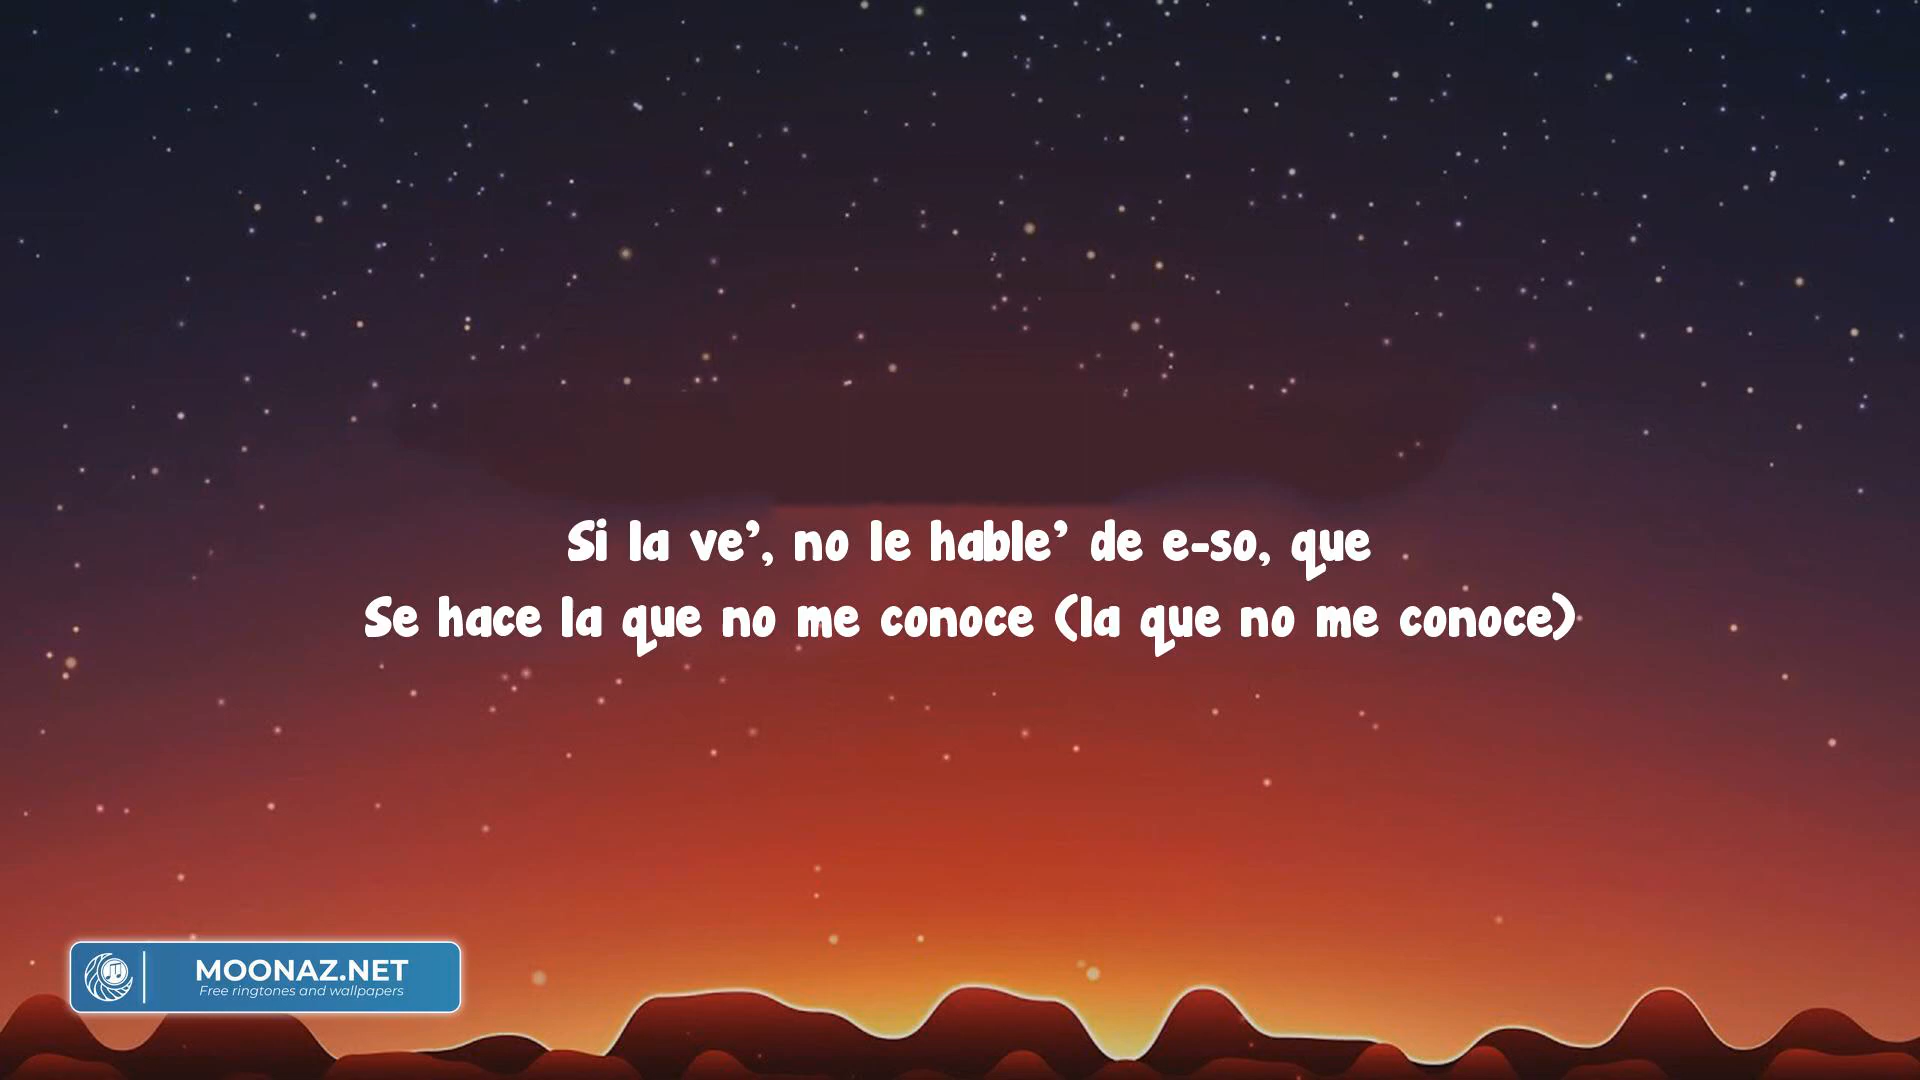 Si la ve’, no le hable’ de e-so, que
Se hace la que no me conoce (la que no me conoce)
MOONAZ.NET
Free ringtones and wallpapers